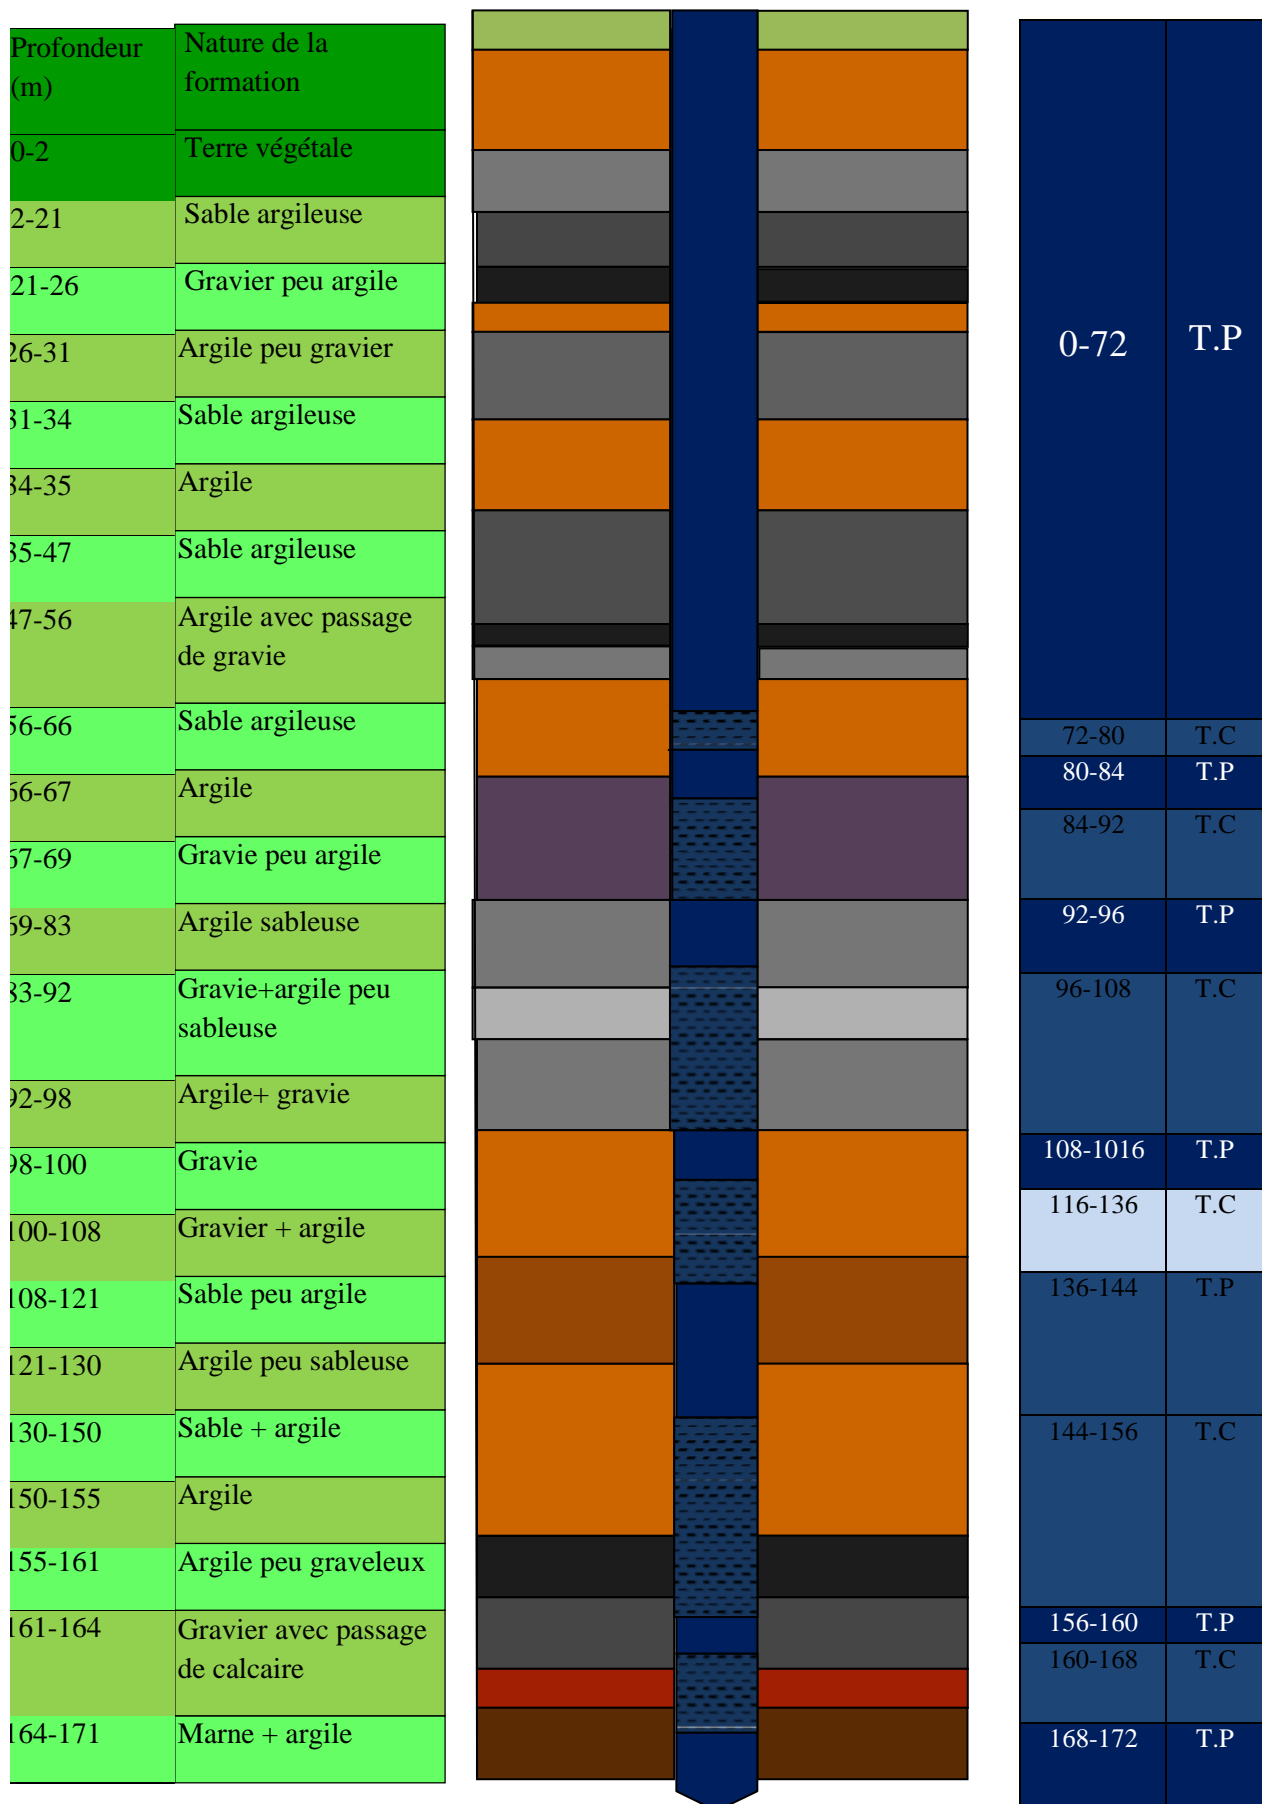 Profondeur
(m)
Nature de la
formation
0-2
Terre végétale
2-21
Sable argileuse
21-26
Gravier peu argile
26-31
Argile peu gravier
31-34
Sable argileuse
34-35
Argile
35-47
Sable argileuse
47-56
Argile avec passage
de gravie
56-66
Sable argileuse
66-67
Argile
67-69
Gravie peu argile
69-83
Argile sableuse
83-92
Gravie+argile peu
sableuse
92-98
Argile+ gravie
98-100
Gravie
100-108
Gravier + argile
108-121
Sable peu argile
121-130
Argile peu sableuse
130-150
Sable + argile
150-155
Argile
155-161
Argile peu graveleux
161-164
Gravier avec passage
de calcaire
164-171
Marne + argile
0-72 T.P
72-80 T.C
80-84 T.P
84-92 T.C
92-96 T.P
96-108 T.C
108-1016 T.P
116-136 T.C
136-144 T.P
144-156 T.C
156-160 T.P
160-168 T.C
168-172 T.P